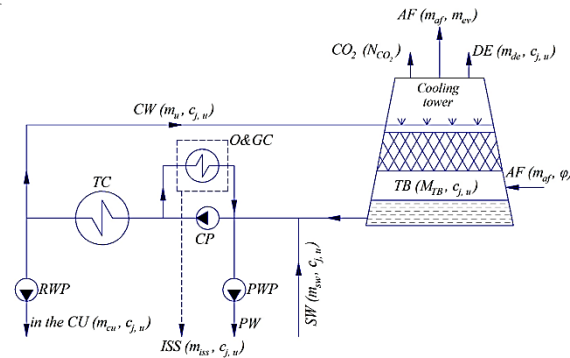 AF (m_af, m_ev)
CO2 (N_CO2)
DE (m_de, c_j, u)
Cooling
tower
CW (m_u, c_j, u)
O&GC
TC
AF (m_af, φ,
TB (M_TB, c_j, u)
CP
RWP
PWP
SW (m_sw, c_j, u)
in the CU (m_cu, c_j, u)
PW
ISS (m_iss, c_j, u)